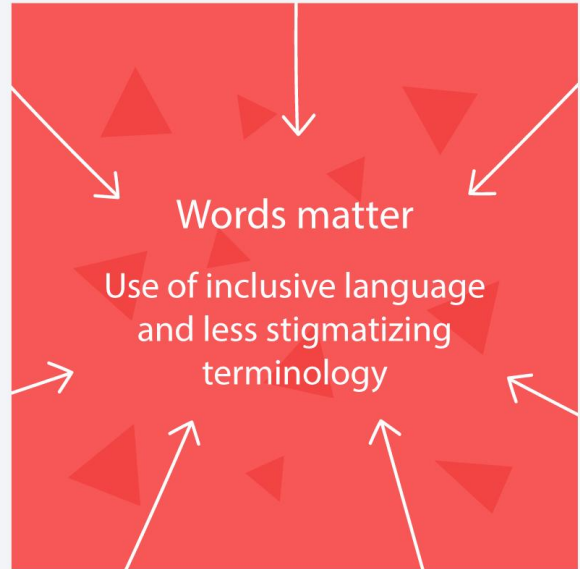 Words matter
Use of inclusive language
and less stigmatizing
terminology